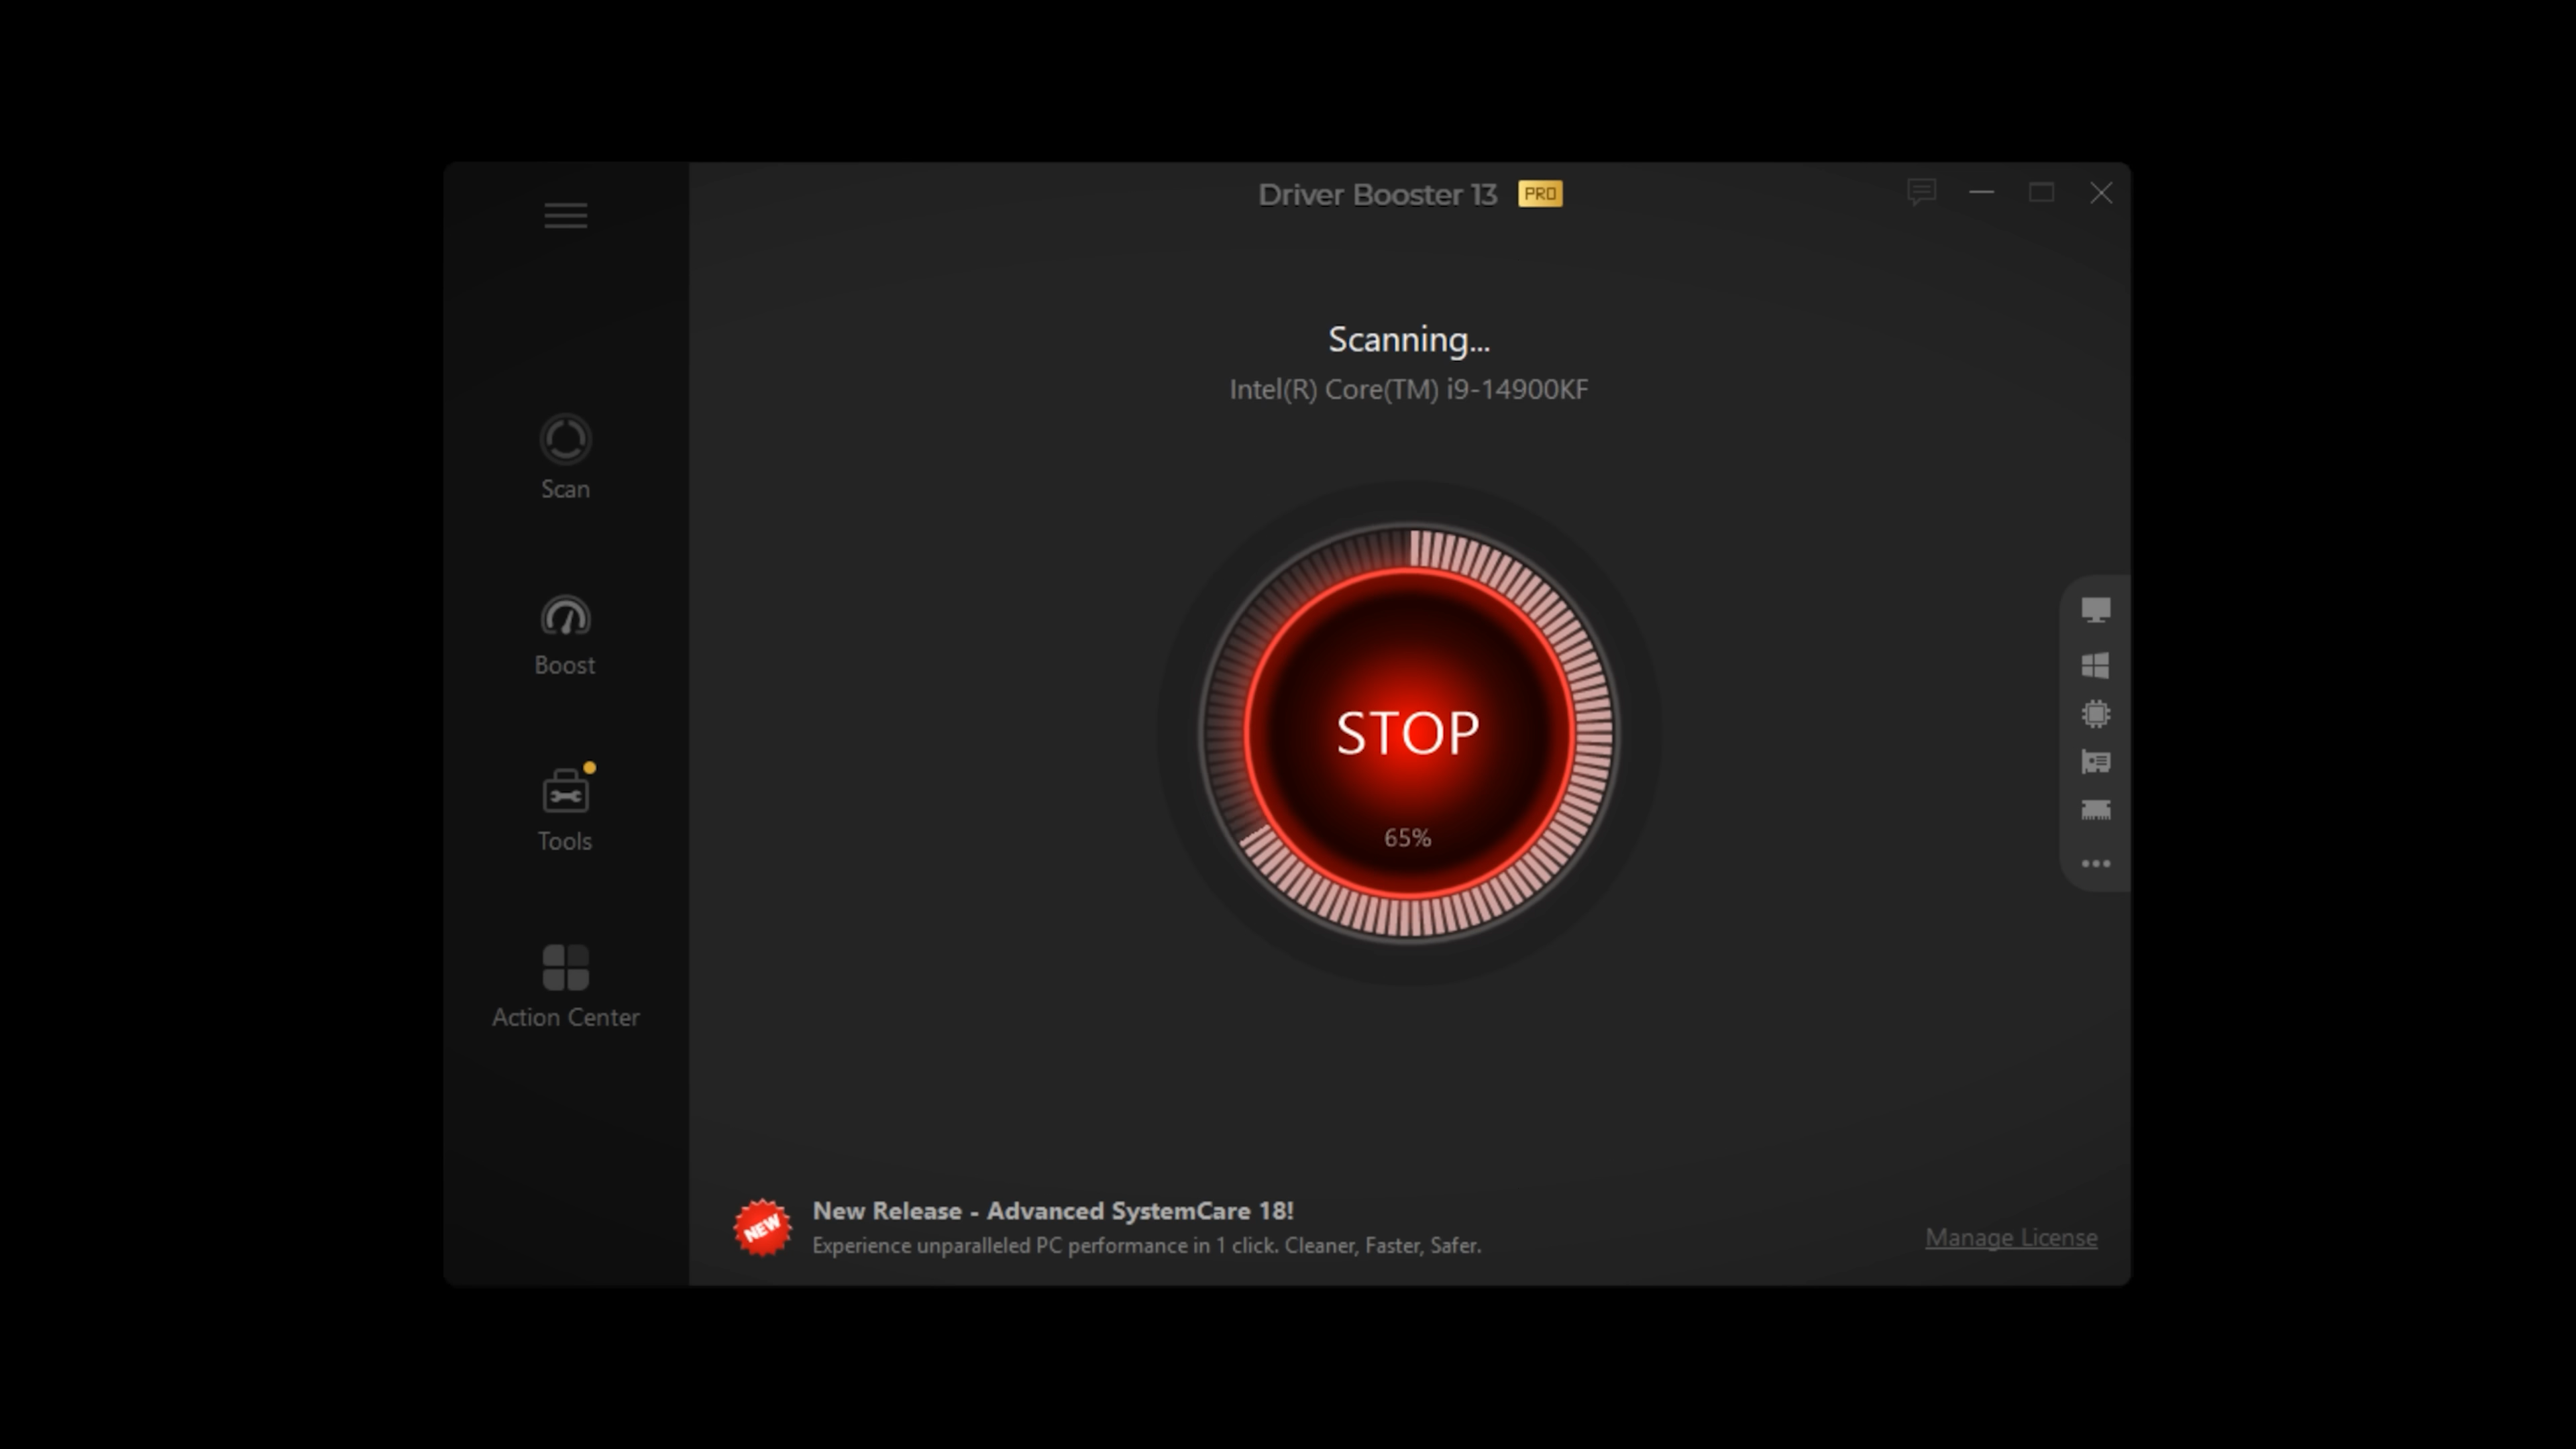 Driver Booster 13 PRO
Scanning...
Intel(R) Core(TM) i9-14900KF
Scan
Boost
Tools
Action Center
STOP
65%
NEW
New Release - Advanced SystemCare 18!
Experience unparalleled PC performance in 1 click. Cleaner, Faster, Safer.
Manage License